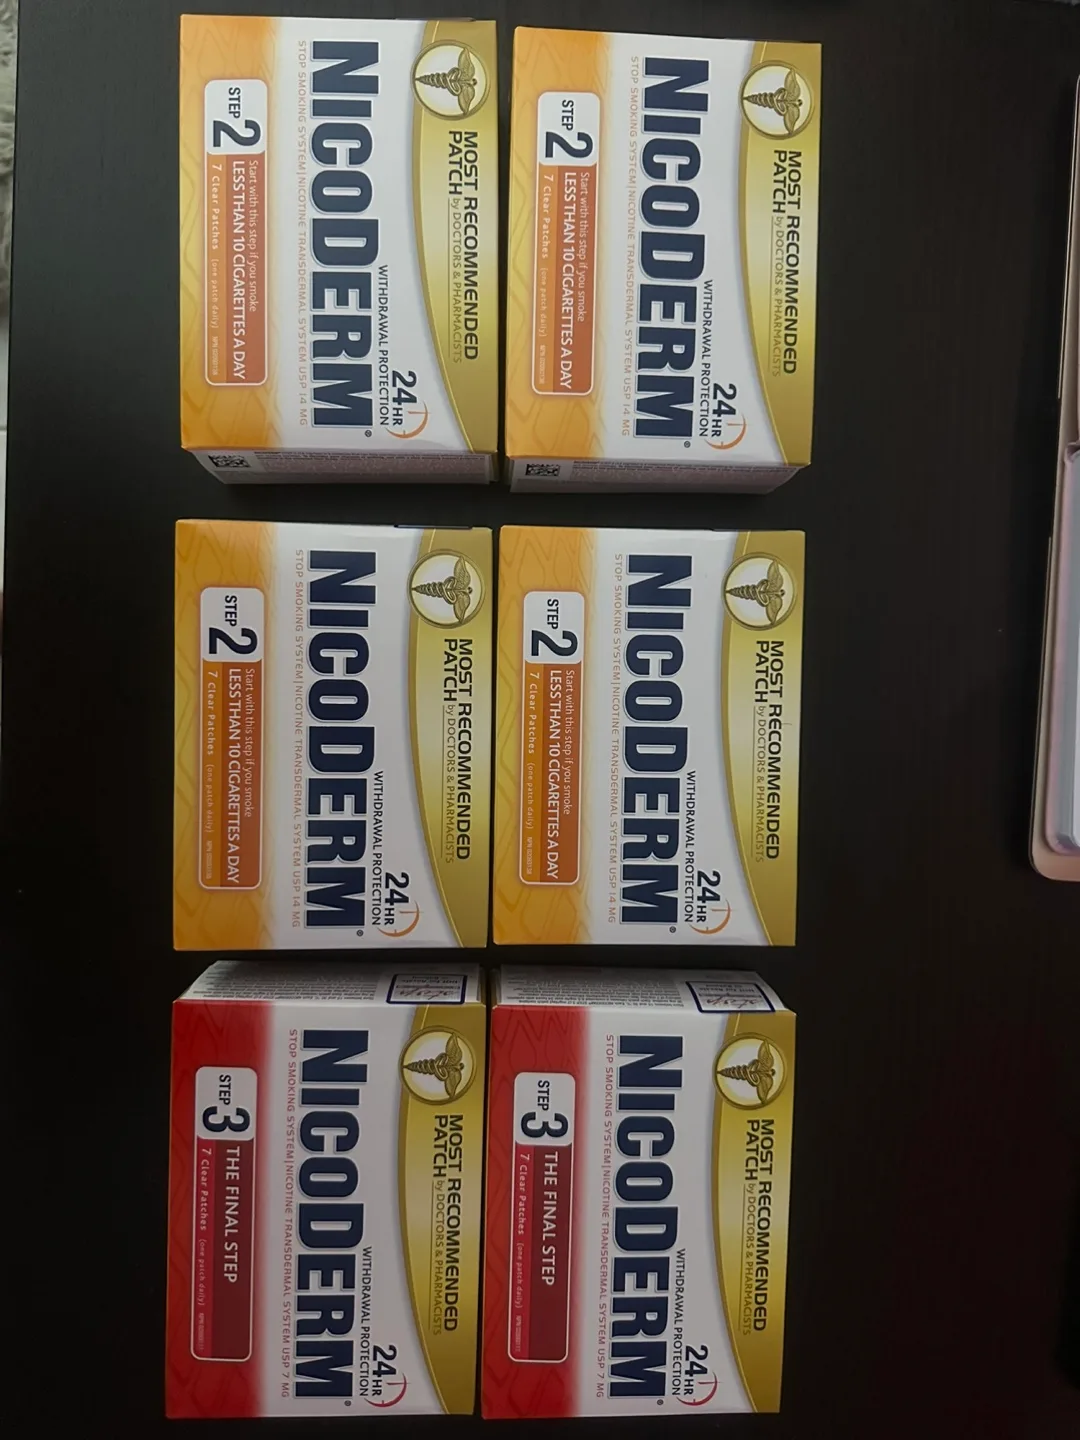 MOST RECOMMENDED
PATCH by DOCTORS & PHARMACISTS
24 HR
WITHDRAWAL PROTECTION
NICODERM®
STOP SMOKING SYSTEM|NICOTINE TRANSDERMAL SYSTEM USP 14 MG
STEP 2
Start with this step if you smoke
LESS THAN 10 CIGARETTES A DAY
7 Clear Patches (one patch daily)
MOST RECOMMENDED
PATCH by DOCTORS & PHARMACISTS
24 HR
WITHDRAWAL PROTECTION
NICODERM®
STOP SMOKING SYSTEM|NICOTINE TRANSDERMAL SYSTEM USP 14 MG
STEP 2
Start with this step if you smoke
LESS THAN 10 CIGARETTES A DAY
7 Clear Patches (one patch daily)
MOST RECOMMENDED
PATCH by DOCTORS & PHARMACISTS
24 HR
WITHDRAWAL PROTECTION
NICODERM®
STOP SMOKING SYSTEM|NICOTINE TRANSDERMAL SYSTEM USP 14 MG
STEP 2
Start with this step if you smoke
LESS THAN 10 CIGARETTES A DAY
7 Clear Patches (one patch daily)
MOST RECOMMENDED
PATCH by DOCTORS & PHARMACISTS
24 HR
WITHDRAWAL PROTECTION
NICODERM®
STOP SMOKING SYSTEM|NICOTINE TRANSDERMAL SYSTEM USP 14 MG
STEP 2
Start with this step if you smoke
LESS THAN 10 CIGARETTES A DAY
7 Clear Patches (one patch daily)
MOST RECOMMENDED
PATCH by DOCTORS & PHARMACISTS
24 HR
WITHDRAWAL PROTECTION
NICODERM®
STOP SMOKING SYSTEM|NICOTINE TRANSDERMAL SYSTEM USP 7 MG
STEP 3
THE FINAL STEP
7 Clear Patches (one patch daily)
MOST RECOMMENDED
PATCH by DOCTORS & PHARMACISTS
24 HR
WITHDRAWAL PROTECTION
NICODERM®
STOP SMOKING SYSTEM|NICOTINE TRANSDERMAL SYSTEM USP 7 MG
STEP 3
THE FINAL STEP
7 Clear Patches (one patch daily)